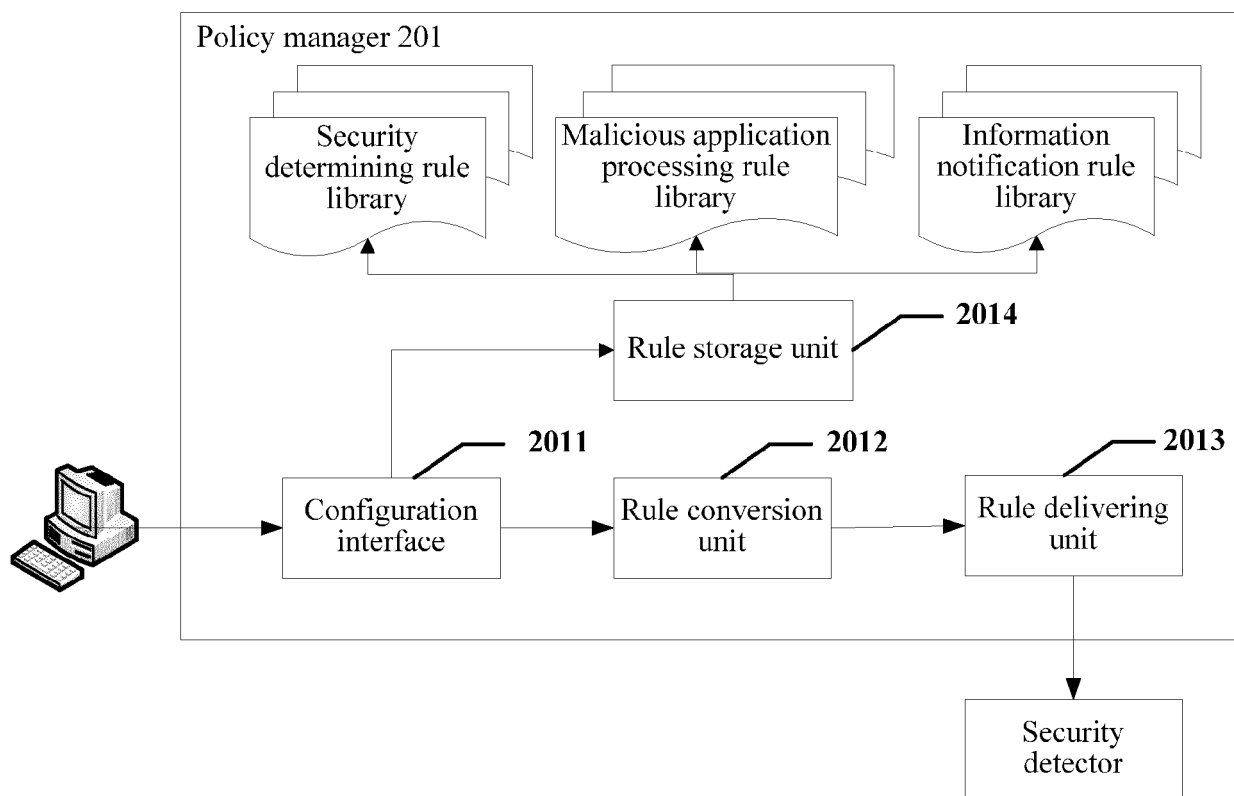 Policy manager 201
Security
determining rule
library
Malicious application
processing rule
library
Information
notification rule
library
Rule storage unit
2014
2011
2012
2013
Configuration
interface
Rule conversion
unit
Rule delivering
unit
Security
detector